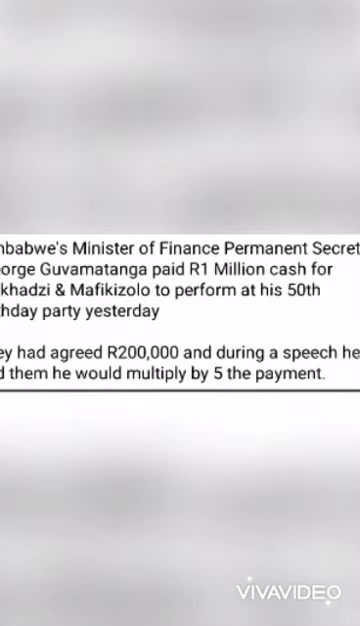 nbabwe's Minister of Finance Permanent Secret
orge Guvamatanga paid R1 Million cash for
khadzi & Mafikizolo to perform at his 50th
hday party yesterday
ey had agreed R200,000 and during a speech he
d them he would multiply by 5 the payment.
VIVAVIDEO